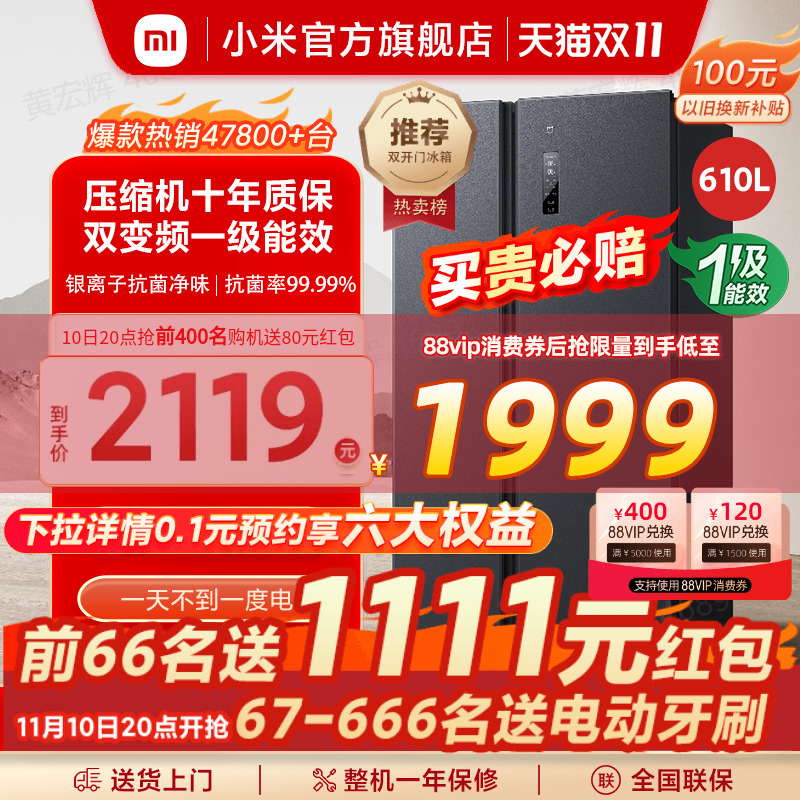 小米官方旗舰店
天猫双11
黄宏辉
100元
以旧换新补贴
爆款热销47800+台
推荐
双开门冰箱
热卖榜
610L
压缩机十年质保
双变频一级能效
银离子抗菌净味 | 抗菌率99.99%
买贵必赔
1级
能效
10日20点抢前400名购机送80元红包
88vip消费券后抢限量到手低至
到手价
2119
元
¥
1999
¥400
88VIP兑换
满¥5000使用
¥120
88VIP兑换
满¥1500使用
支持使用88VIP消费券
下拉详情0.1元预约享六大权益
一天不到一度电
前66名送1111元红包
11月10日20点开抢 67-666名送电动牙刷
送货上门
整机一年保修
联 全国联保